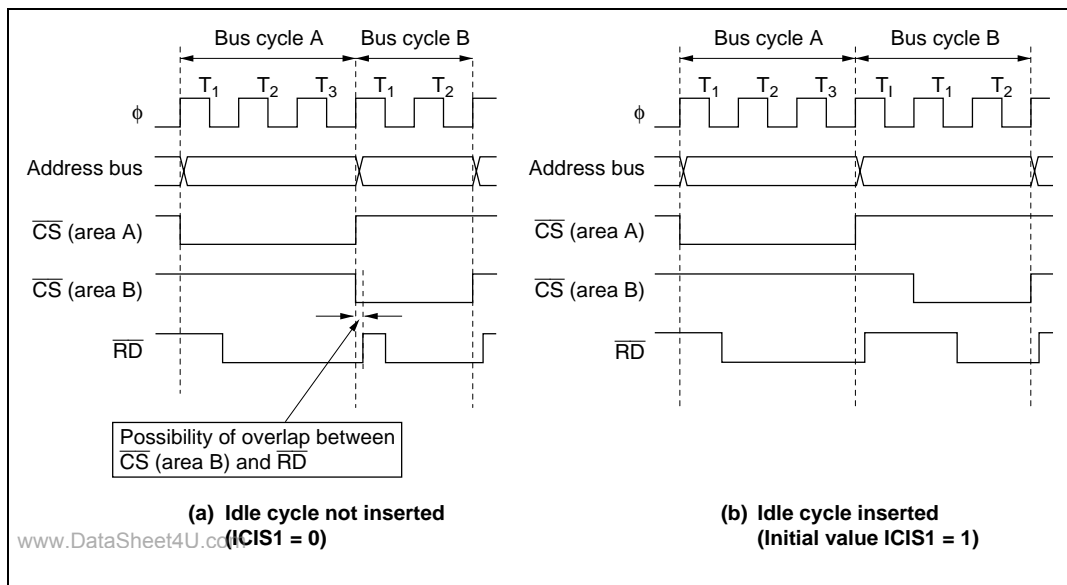 Bus cycle A Bus cycle B
T1 T2 T3 T1 T2
ϕ
Address bus
CS (area A)
CS (area B)
RD
Possibility of overlap between
CS (area B) and RD
(a) Idle cycle not inserted
(ICIS1 = 0)
Bus cycle A Bus cycle B
T1 T2 T3 TI T1 T2
ϕ
Address bus
CS (area A)
CS (area B)
RD
(b) Idle cycle inserted
(Initial value ICIS1 = 1)
www.DataSheet4U.com